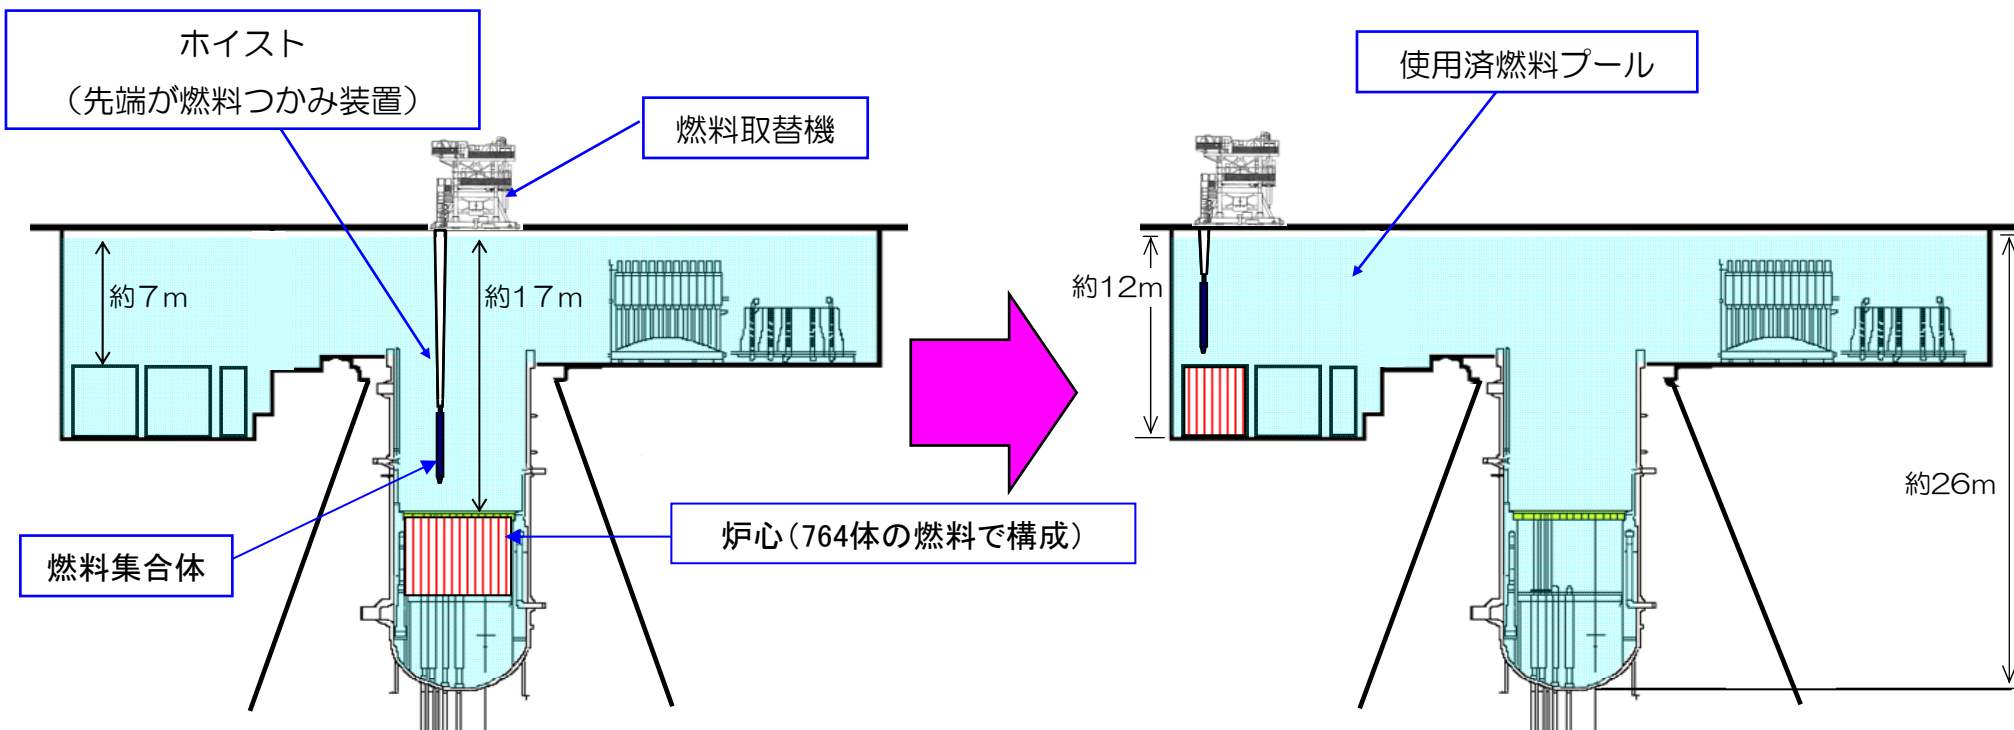 ホイスト
（先端が燃料つかみ装置）
燃料取替機
使用済燃料プール
約７ｍ
約17ｍ
約12m
約26m
燃料集合体
炉心（764体の燃料で構成）